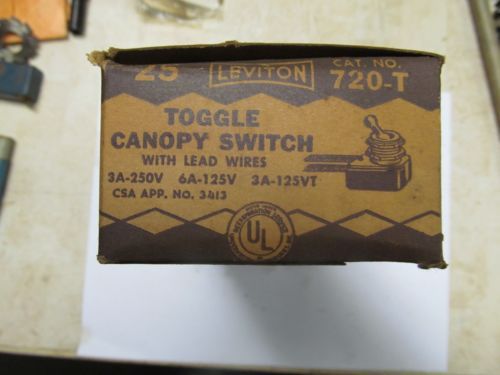 25 LEVITON CAT. NO.
720-T
TOGGLE
CANOPY SWITCH
WITH LEAD WIRES
3A-250V 6A-125V 3A-125VT
CSA APP. NO. 3413
UL